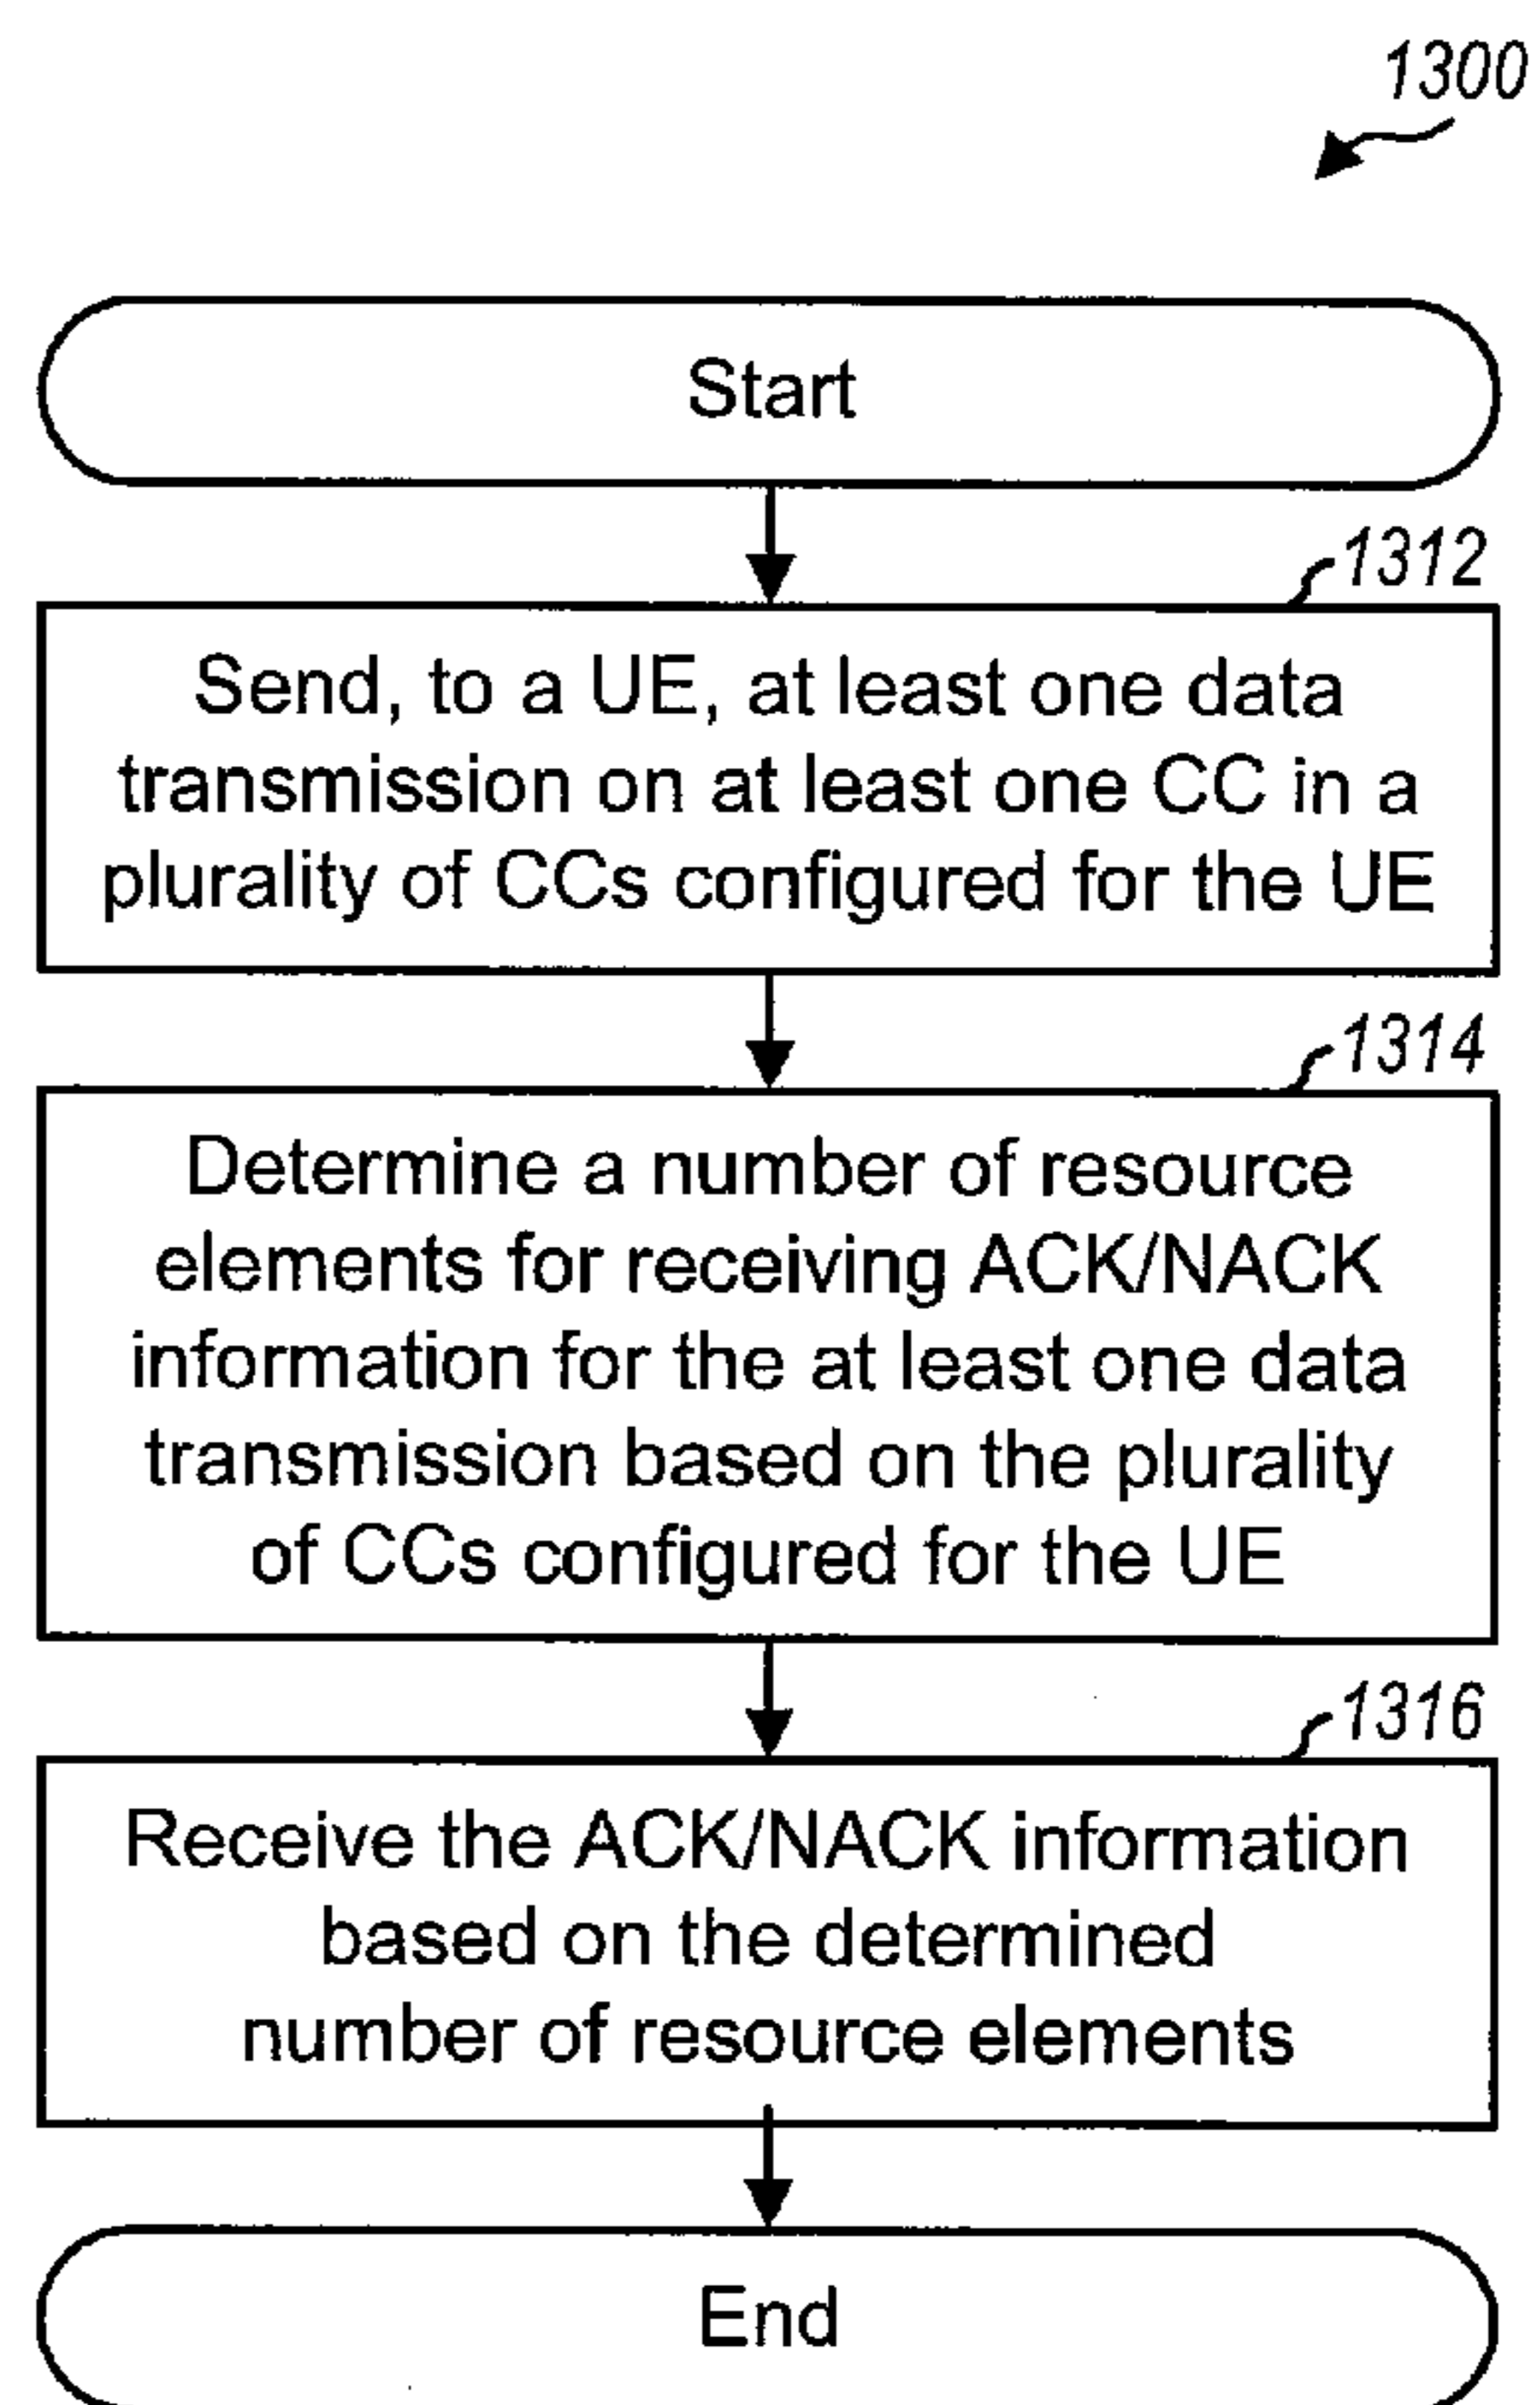 1300
Start
1312
Send, to a UE, at least one data
transmission on at least one CC in a
plurality of CCs configured for the UE
1314
Determine a number of resource
elements for receiving ACK/NACK
information for the at least one data
transmission based on the plurality
of CCs configured for the UE
1316
Receive the ACK/NACK information
based on the determined
number of resource elements
End